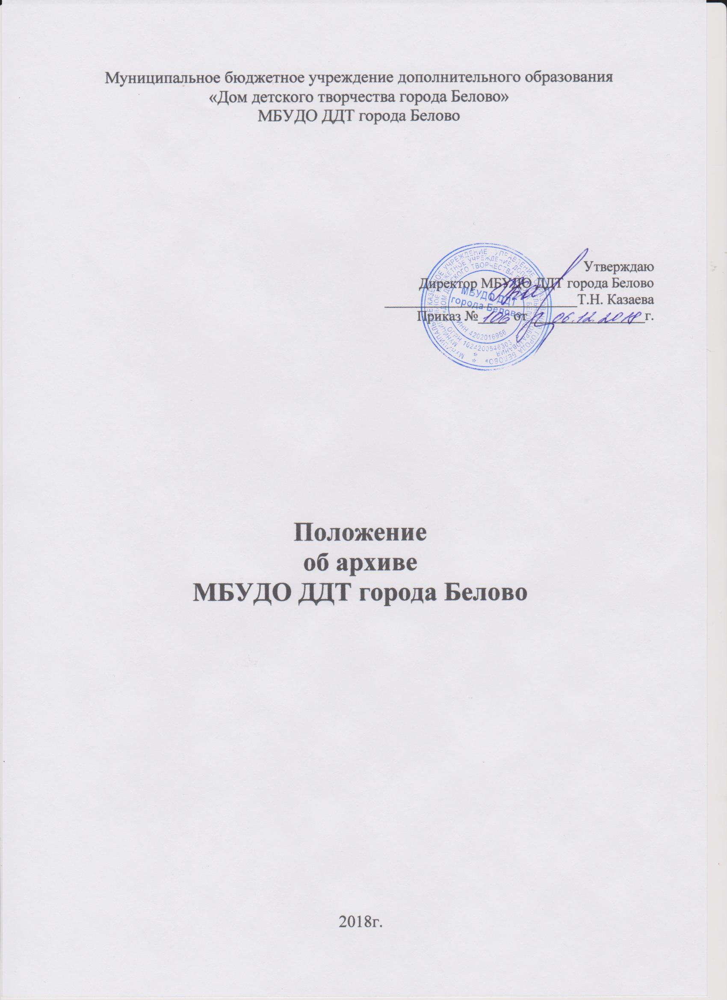 Муниципальное бюджетное учреждение дополнительного образования
«Дом детского творчества города Белово»
МБУДО ДДТ города Белово
Утверждаю
Директор МБУДО ДДТ города Белово
Т.Н. Казаева
Приказ № 106 от 06.12.2018 г.
МУНИЦИПАЛЬНОЕ КАЗЕННОЕ УЧРЕЖДЕНИЕ «УПРАВЛЕНИЕ ОБРАЗОВАНИЯ ГОРОДА БЕЛОВО»
МУНИЦИПАЛЬНОЕ БЮДЖЕТНОЕ УЧРЕЖДЕНИЕ ДОПОЛНИТЕЛЬНОГО ОБРАЗОВАНИЯ
«ДОМ ДЕТСКОГО ТВОРЧЕСТВА ГОРОДА БЕЛОВО»
ОГРН 1024200546303
ИНН 4202016956
МБУДО ДДТ
города Белово
Положение
об архиве
МБУДО ДДТ города Белово
2018г.